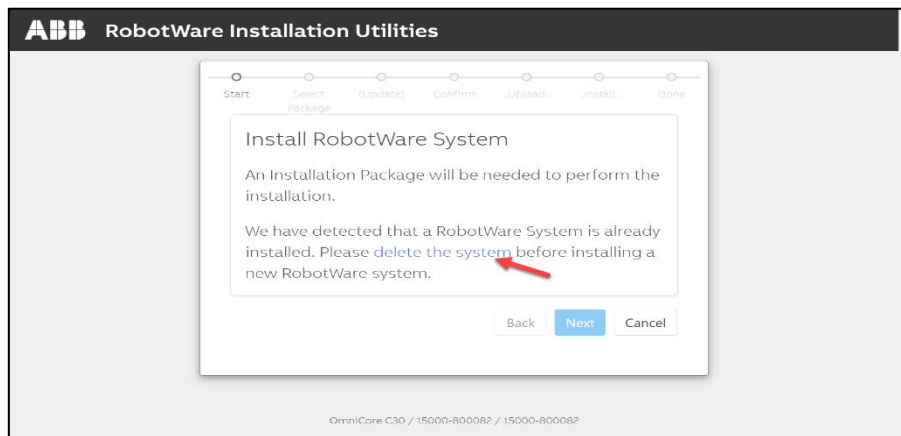 ABB RobotWare Installation Utilities
Start Select (Update) Confirm ..Upload.. ..Install.. Done
Package
Install RobotWare System
An Installation Package will be needed to perform the
installation.
We have detected that a RobotWare System is already
installed. Please delete the system before installing a
new RobotWare system.
Back Next Cancel
OmniCore C30 / 15000-800082 / 15000-800082